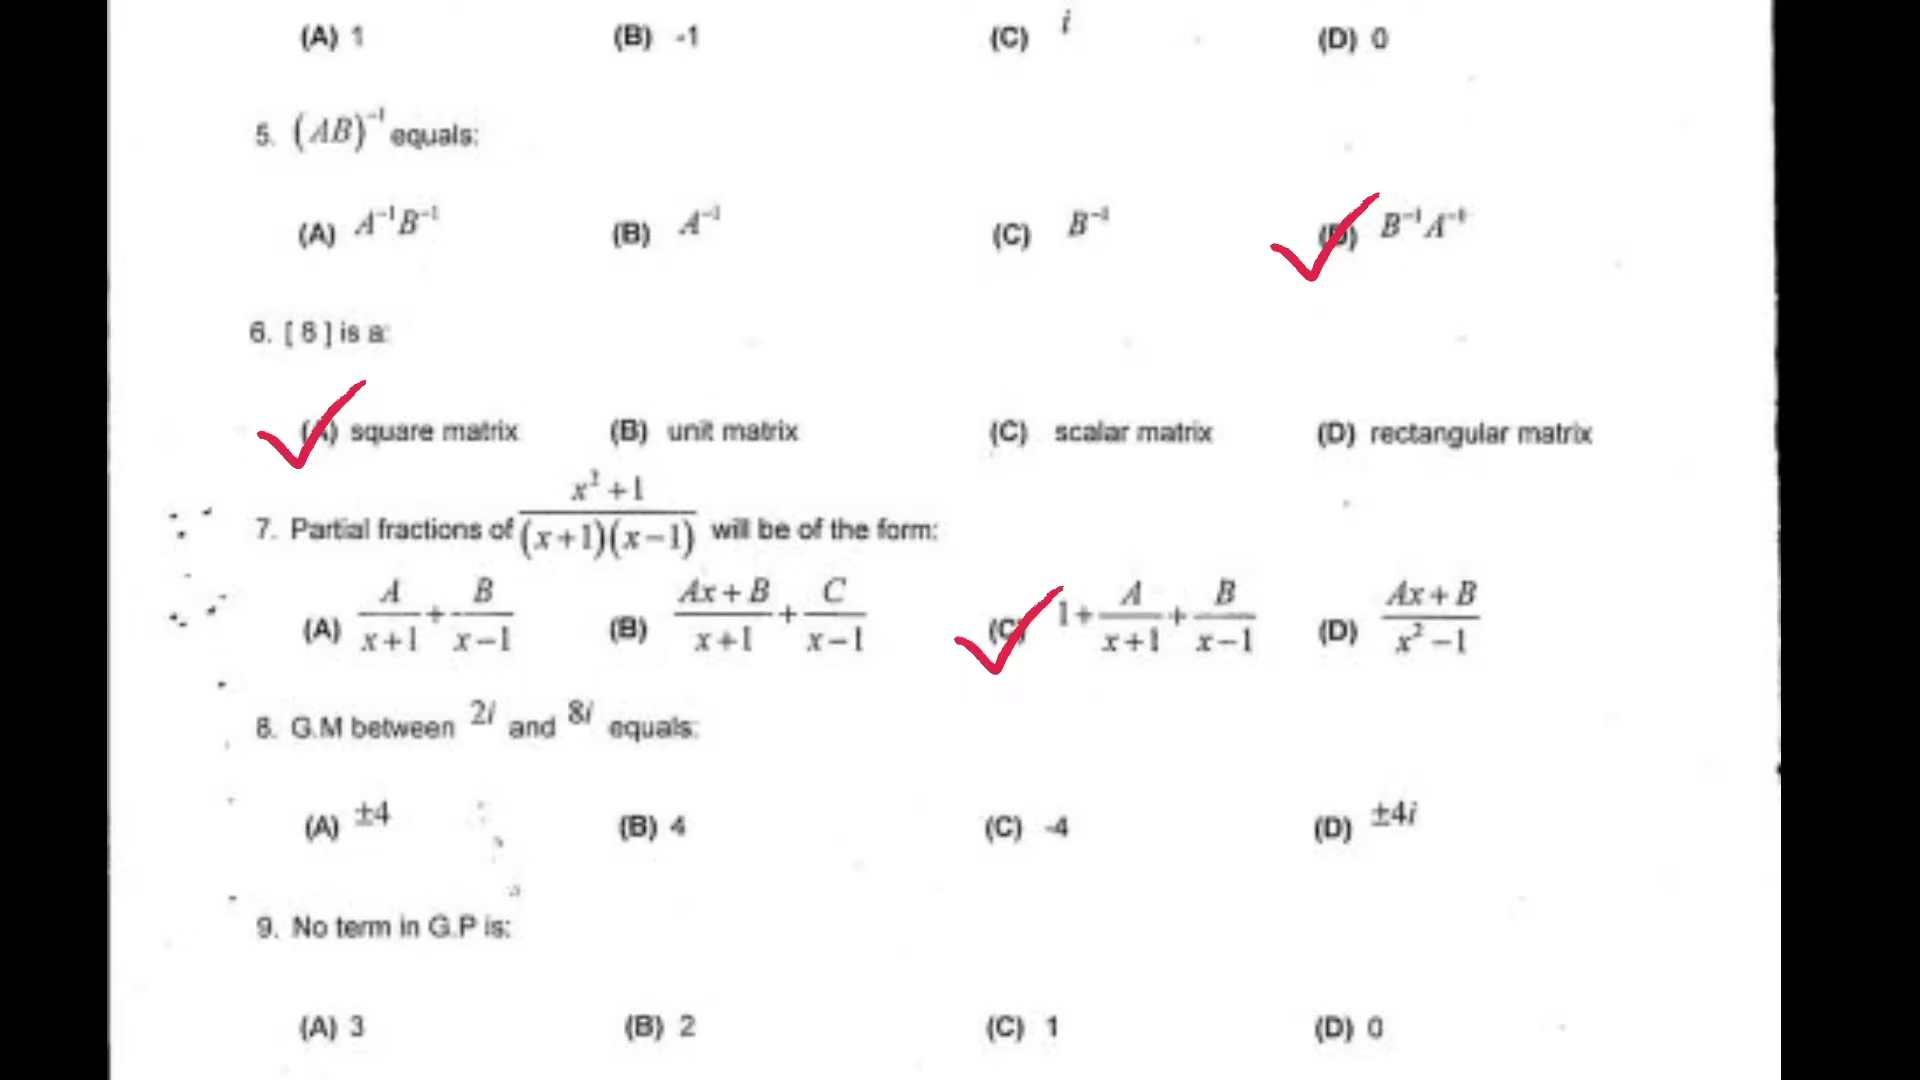 (A) 1 (B) -1 (C) i (D) 0
5. (AB)⁻¹ equals:
(A) A⁻¹B⁻¹ (B) A⁻¹ (C) B⁻¹ (D) B⁻¹A⁻¹
6. [ 8 ] is a:
(A) square matrix (B) unit matrix (C) scalar matrix (D) rectangular matrix
7. Partial fractions of (x²+1)/((x+1)(x−1)) will be of the form:
(A) A/(x+1) + B/(x−1) (B) (Ax+B)/(x+1) + C/(x−1) (C) 1+ A/(x+1) + B/(x−1) (D) (Ax+B)/(x²−1)
8. G.M between 2i and 8i equals:
(A) ±4 (B) 4 (C) -4 (D) ±4i
9. No term in G.P is:
(A) 3 (B) 2 (C) 1 (D) 0